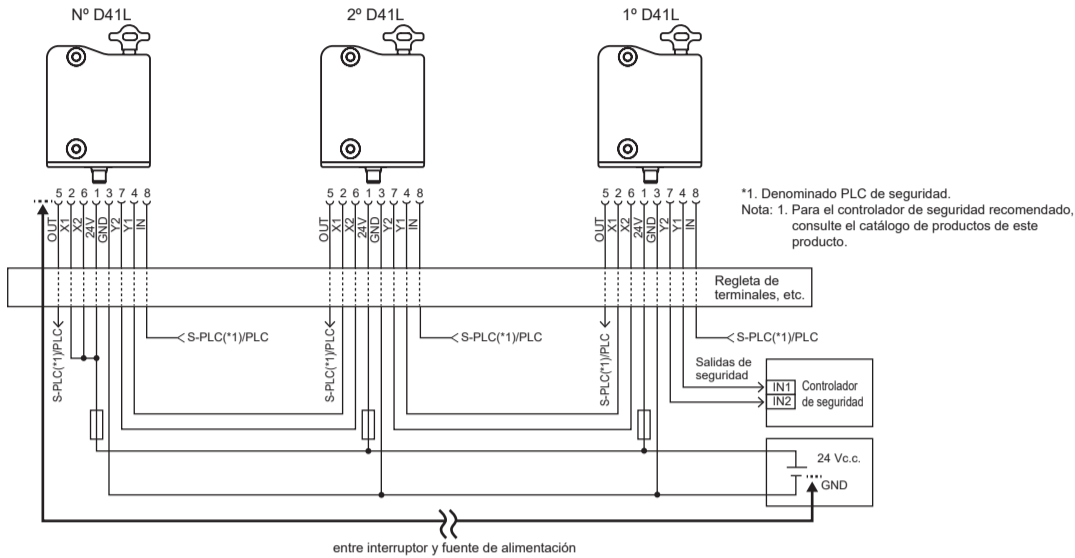 Nº D41L
2º D41L
1º D41L
5 2 6 1 3 7 4 8
5 2 6 1 3 7 4 8
5 2 6 1 3 7 4 8
OUT X1 X2 24V GND Y2 Y1 IN
OUT X1 X2 24V GND Y2 Y1 IN
OUT X1 X2 24V GND Y2 Y1 IN
*1. Denominado PLC de seguridad.
Nota: 1. Para el controlador de seguridad recomendado,
consulte el catálogo de productos de este
producto.
Regleta de
terminales, etc.
S-PLC(*1)/PLC
S-PLC(*1)/PLC
S-PLC(*1)/PLC
S-PLC(*1)/PLC
S-PLC(*1)/PLC
S-PLC(*1)/PLC
Salidas de
seguridad
IN1
IN2
Controlador
de seguridad
24 Vc.c.
GND
entre interruptor y fuente de alimentación